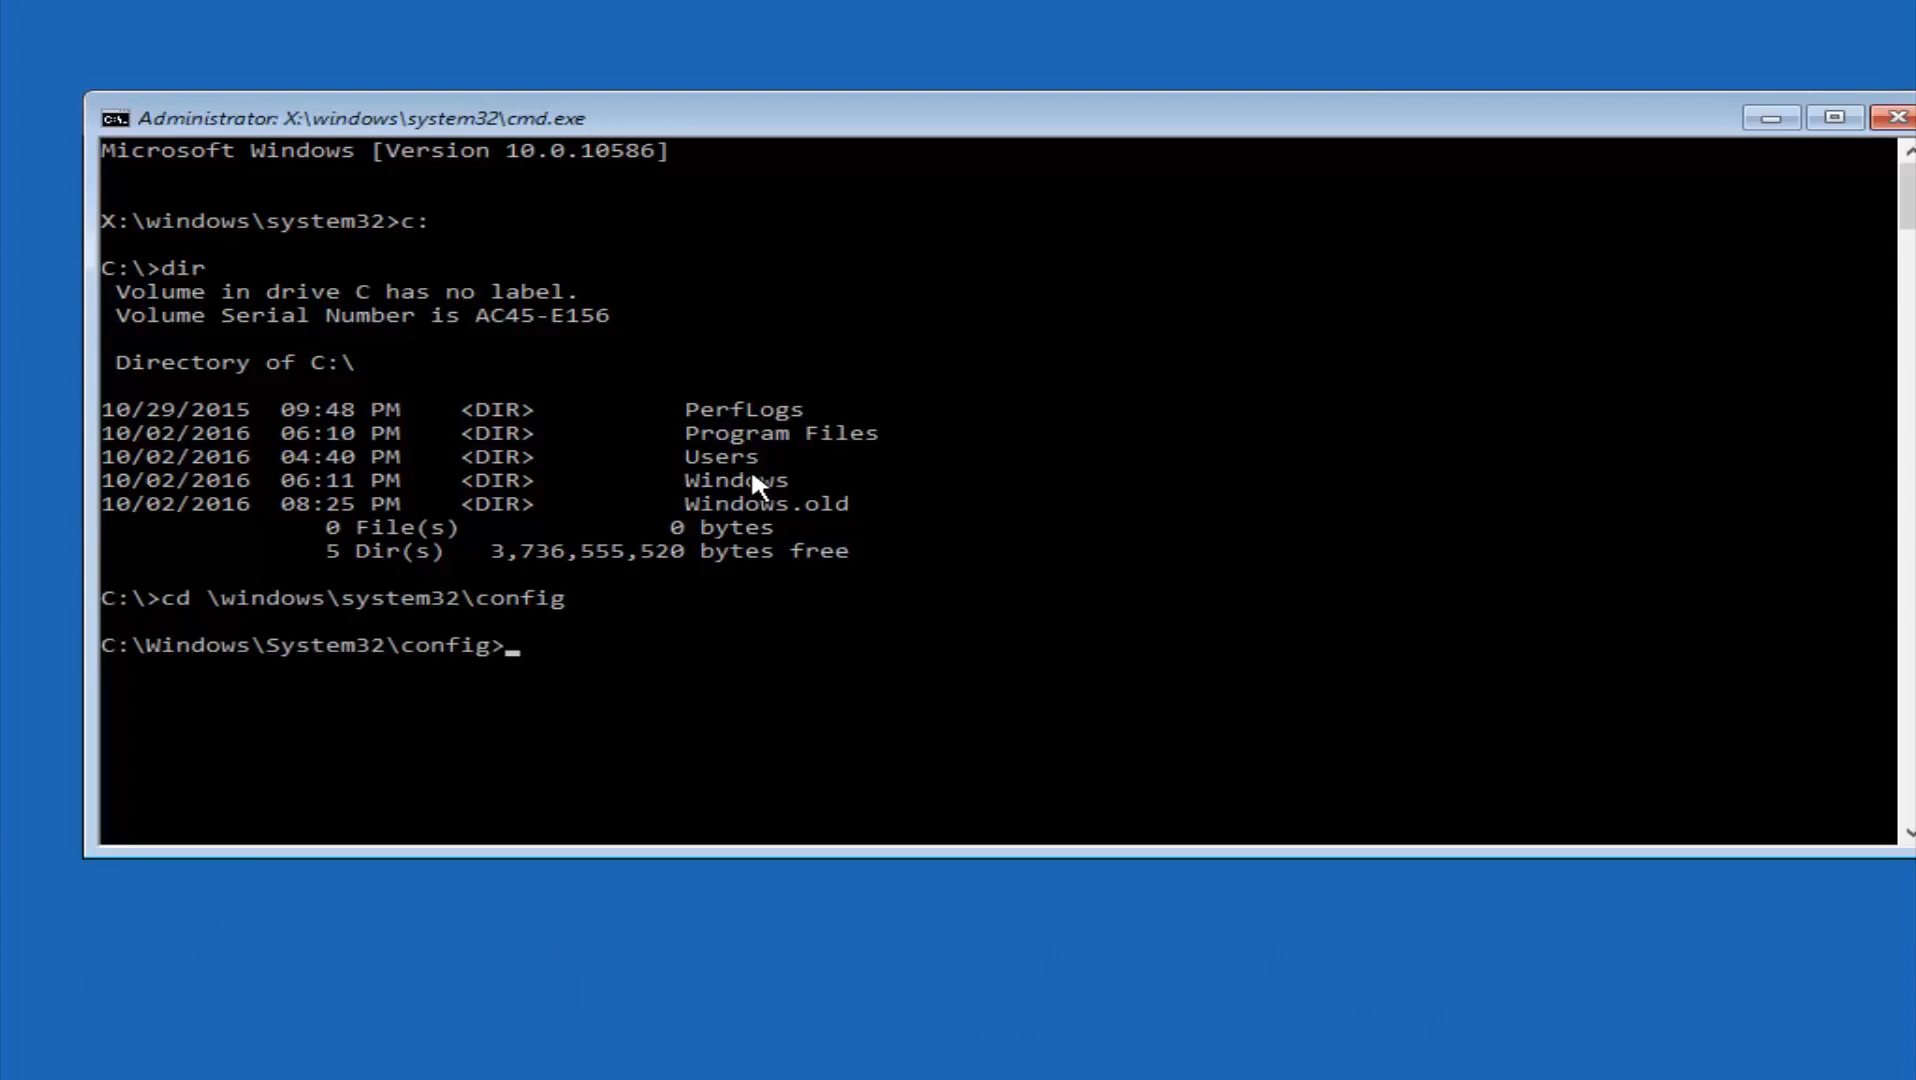 Administrator: X:\windows\system32\cmd.exe
Microsoft Windows [Version 10.0.10586]
X:\windows\system32>c:
C:\>dir
Volume in drive C has no label.
Volume Serial Number is AC45-E156
Directory of C:\
10/29/2015 09:48 PM <DIR> PerfLogs
10/02/2016 06:10 PM <DIR> Program Files
10/02/2016 04:40 PM <DIR> Users
10/02/2016 06:11 PM <DIR> Windows
10/02/2016 08:25 PM <DIR> Windows.old
0 File(s) 0 bytes
5 Dir(s) 3,736,555,520 bytes free
C:\>cd \windows\system32\config
C:\Windows\System32\config>_